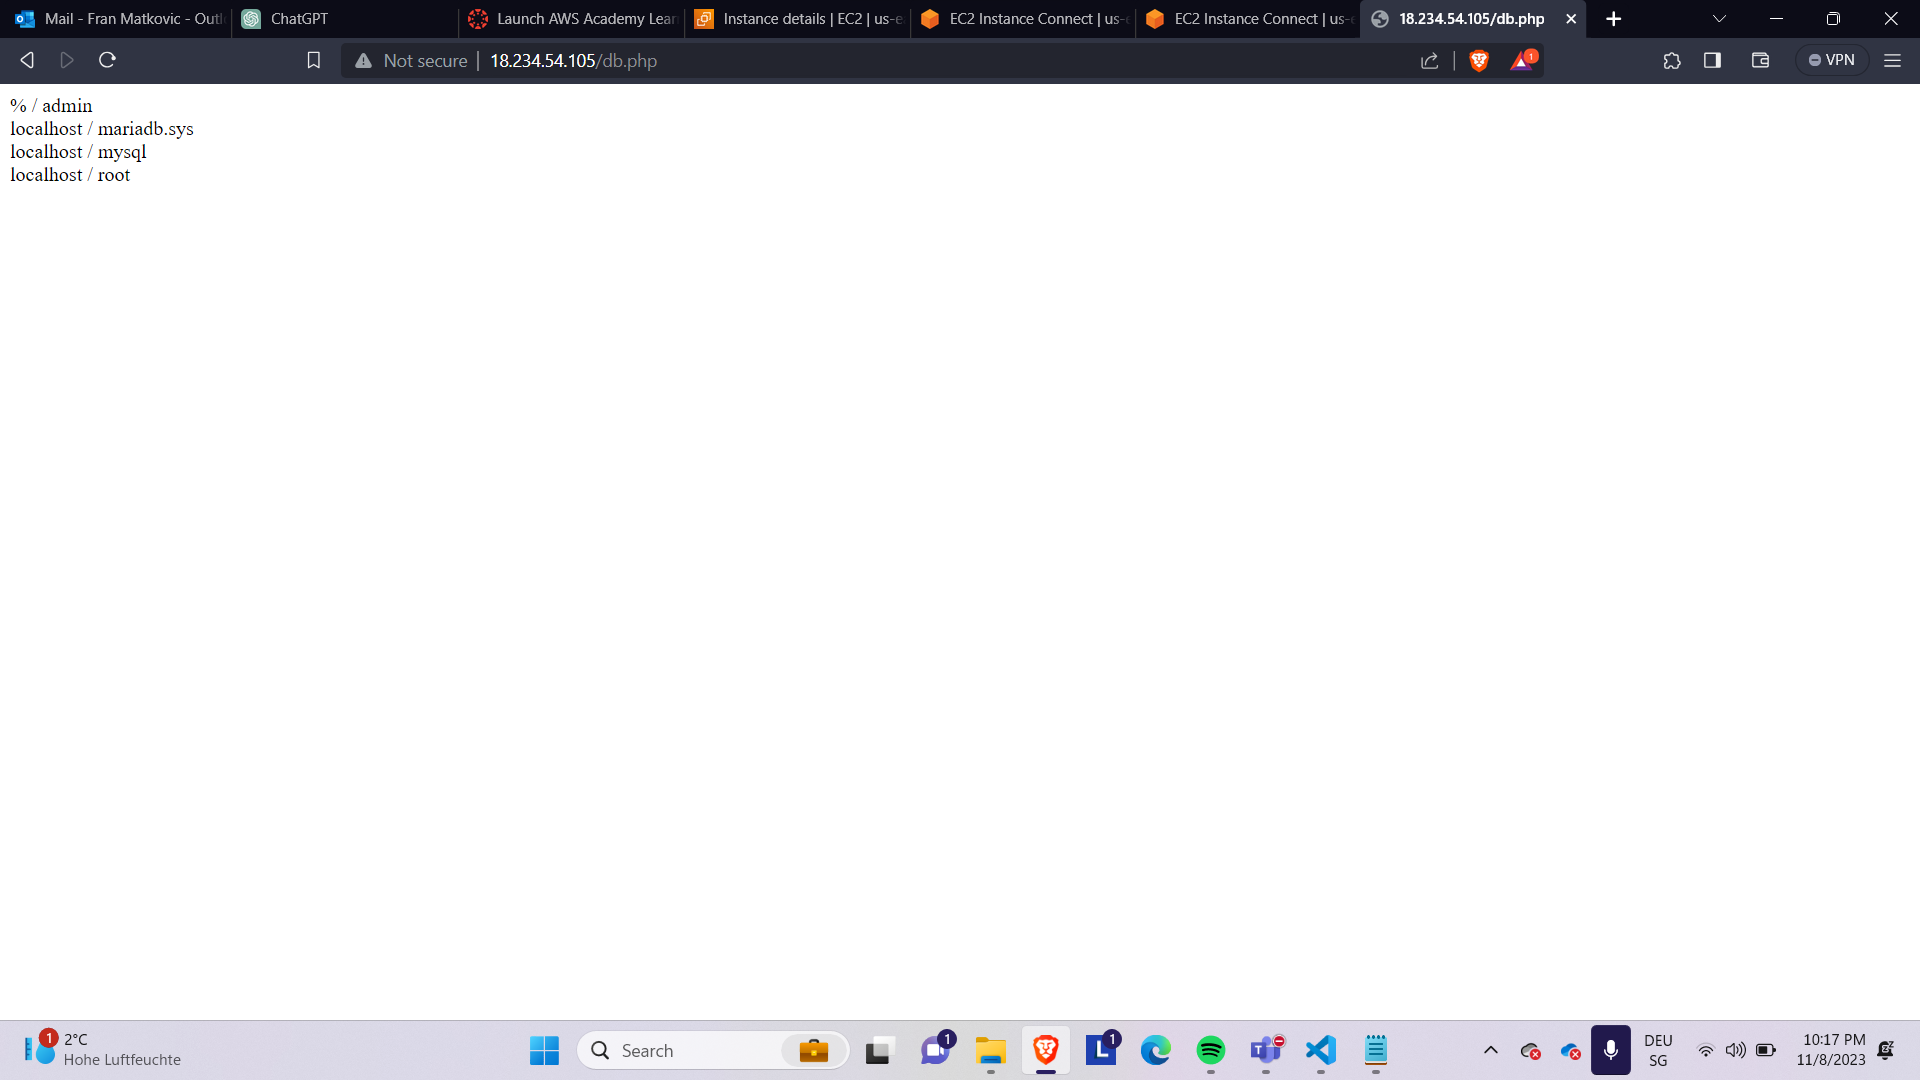 Mail - Fran Matkovic - Outl
ChatGPT
Launch AWS Academy Lear
Instance details | EC2 | us-e
EC2 Instance Connect | us-e
EC2 Instance Connect | us-e
18.234.54.105/db.php
Not secure
18.234.54.105/db.php
1
VPN
% / admin
localhost / mariadb.sys
localhost / mysql
localhost / root
1
2°C
Hohe Luftfeuchte
Search
1
L
1
T
DEU
SG
10:17 PM
11/8/2023